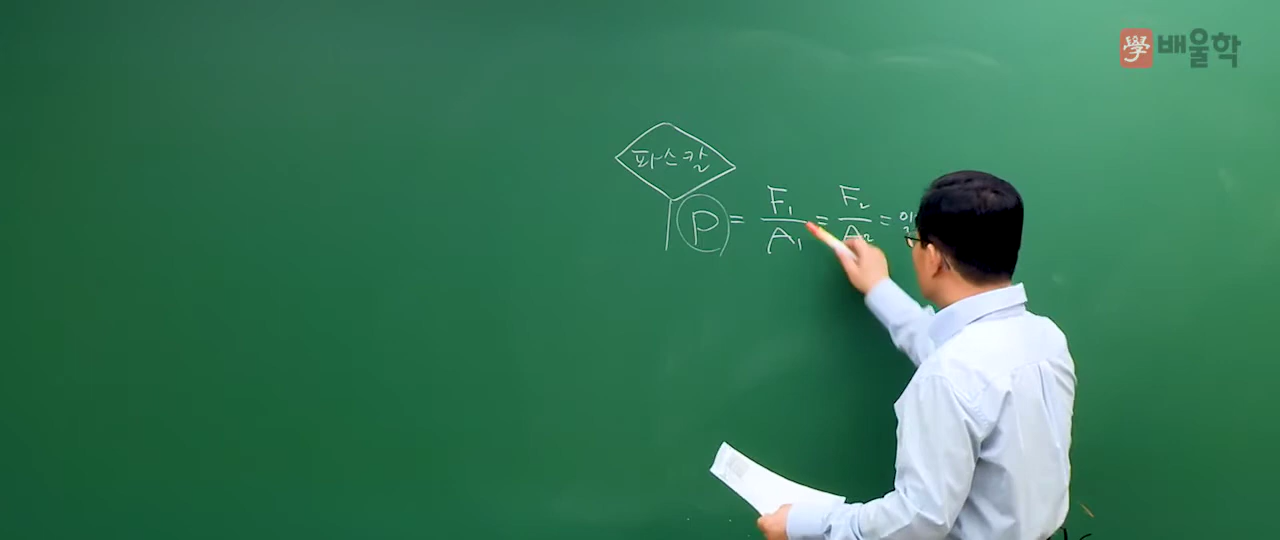 學 배울학
파스칼
P = F₁/A₁ = F₂/A₂ =